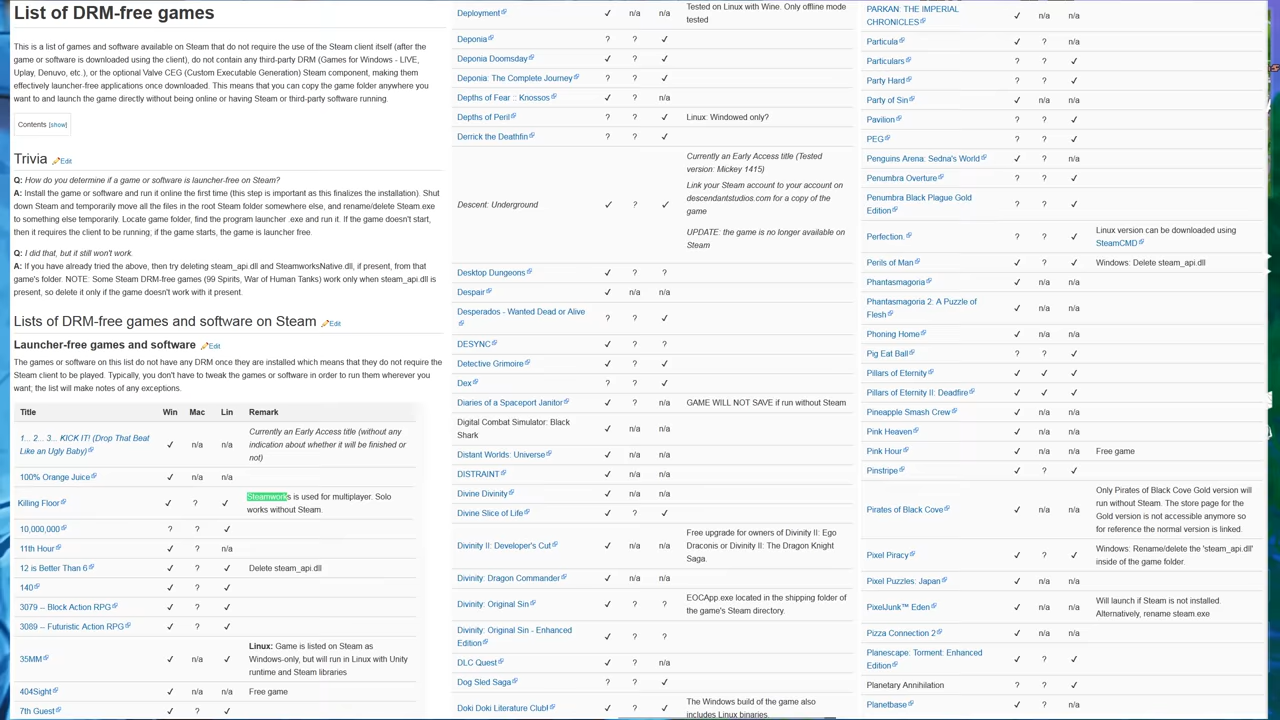 List of DRM-free games
This is a list of games and software available on Steam that do not require the use of the Steam client itself (after the
game or software is downloaded using the client), do not contain any third-party DRM (Games for Windows - LIVE,
Uplay, Denuvo, etc.), or the optional Valve CEG (Custom Executable Generation) Steam component, making them
effectively launcher-free applications once downloaded. This means that you can copy the game folder anywhere you
want to and launch the game directly without being online or having Steam or third-party software running.
Contents [show]
Trivia Edit
Q: How do you determine if a game or software is launcher-free on Steam?
A: Install the game or software and run it online the first time (this step is important as this finalizes the installation). Shut
down Steam and temporarily move all the files in the root Steam folder somewhere else, and rename/delete Steam.exe
to something else temporarily. Locate game folder, find the program launcher .exe and run it. If the game doesn't start,
then it requires the client to be running; if the game starts, the game is launcher free.
Q: I did that, but it still won't work.
A: If you have already tried the above, then try deleting steam_api.dll and SteamworksNative.dll, if present, from that
game's folder. NOTE: Some Steam DRM-free games (99 Spirits, War of Human Tanks) work only when steam_api.dll is
present, so delete it only if the game doesn't work with it present.
Lists of DRM-free games and software on Steam Edit
Launcher-free games and software Edit
The games or software on this list do not have any DRM once they are installed which means that they do not require the
Steam client to be played. Typically, you don't have to tweak the games or software in order to run them wherever you
want; the list will make notes of any exceptions.
Title Win Mac Lin Remark
1... 2... 3... KICK IT! (Drop That Beat
Like an Ugly Baby) ✓ n/a n/a Currently an Early Access title (without any
indication about whether it will be finished or
not)
100% Orange Juice ✓ n/a n/a
Killing Floor ✓ ? ✓ Steamworks is used for multiplayer. Solo
works without Steam.
10,000,000 ? ? ✓
11th Hour ✓ ? n/a
12 is Better Than 6 ✓ ? ✓ Delete steam_api.dll
140 ✓ ? ✓
3079 -- Block Action RPG ✓ ? ✓
3089 -- Futuristic Action RPG ✓ ? ✓
35MM ✓ n/a ✓ Linux: Game is listed on Steam as
Windows-only, but will run in Linux with Unity
runtime and Steam libraries
404Sight ✓ n/a n/a Free game
7th Guest ✓ ? ✓
Deployment ✓ n/a n/a Tested on Linux with Wine. Only offline mode
tested
Deponia ? ? ✓
Deponia Doomsday ✓ ? ✓
Deponia: The Complete Journey ✓ ? ✓
Depths of Fear :: Knossos ✓ ? n/a
Depths of Peril ? ? ✓ Linux: Windowed only?
Derrick the Deathfin ? ? ✓
Descent: Underground ✓ ? ✓ Currently an Early Access title (Tested
version: Mickey 1415)
Link your Steam account to your account on
descendantstudios.com for a copy of the
game
UPDATE: the game is no longer available on
Steam
Desktop Dungeons ✓ ? ?
Despair ✓ n/a n/a
Desperados - Wanted Dead or Alive ? ? ✓
DESYNC ✓ ? ?
Detective Grimoire ✓ ? ✓
Dex ? ? ✓
Diaries of a Spaceport Janitor ✓ ? n/a GAME WILL NOT SAVE if run without Steam
Digital Combat Simulator: Black
Shark ✓ n/a n/a
Distant Worlds: Universe ✓ n/a n/a
DISTRAINT ✓ ? ✓
Divine Divinity ✓ ? n/a
Divine Slice of Life ✓ ? ✓
Divinity II: Developer's Cut ✓ n/a n/a Free upgrade for owners of Divinity II: Ego
Draconis or Divinity II: The Dragon Knight
Saga.
Divinity: Dragon Commander ✓ n/a n/a
Divinity: Original Sin ✓ ? ? EOCApp.exe located in the shipping folder of
the game's Steam directory.
Divinity: Original Sin - Enhanced
Edition ✓ ? ?
DLC Quest ✓ ? n/a
Dog Sled Saga ? ? ✓
Doki Doki Literature Club! ✓ ? ✓ The Windows build of the game also
includes Linux binaries.
PARKAN: THE IMPERIAL
CHRONICLES ✓ n/a n/a
Particula ✓ ? n/a
Particulars ? ? ✓
Party Hard ✓ ? ✓
Party of Sin ✓ n/a n/a
Pavilion ? ? ✓
PEG ? ? ✓
Penguins Arena: Sedna's World ✓ ? n/a
Penumbra Overture ? ? ✓
Penumbra Black Plague Gold
Edition ? ? ✓
Perfection. ? ? ✓ Linux version can be downloaded using
SteamCMD
Perils of Man ✓ ? n/a Windows: Delete steam_api.dll
Phantasmagoria ✓ n/a n/a
Phantasmagoria 2: A Puzzle of
Flesh ✓ n/a n/a
Phoning Home ✓ n/a n/a
Pig Eat Ball ? ? ✓
Pillars of Eternity ✓ ? ✓
Pillars of Eternity II: Deadfire ✓ ✓ ✓
Pineapple Smash Crew ✓ n/a n/a
Pink Heaven ✓ n/a n/a
Pink Hour ✓ n/a n/a Free game
Pinstripe ✓ ? ✓
Pirates of Black Cove ✓ n/a n/a Only Pirates of Black Cove Gold version will
run without Steam. The store page for the
Gold version is not accessible anymore so
for reference the normal version is linked.
Pixel Piracy ✓ ? ✓ Windows: Rename/delete the 'steam_api.dll'
inside of the game folder.
Pixel Puzzles: Japan ✓ n/a n/a
PixelJunk™ Eden ✓ n/a n/a Will launch if Steam is not installed.
Alternatively, rename steam.exe
Pizza Connection 2 ✓ n/a n/a
Planescape: Torment: Enhanced
Edition ✓ ? ✓
Planetary Annihilation ? ? ✓
Planetbase ✓ ? n/a